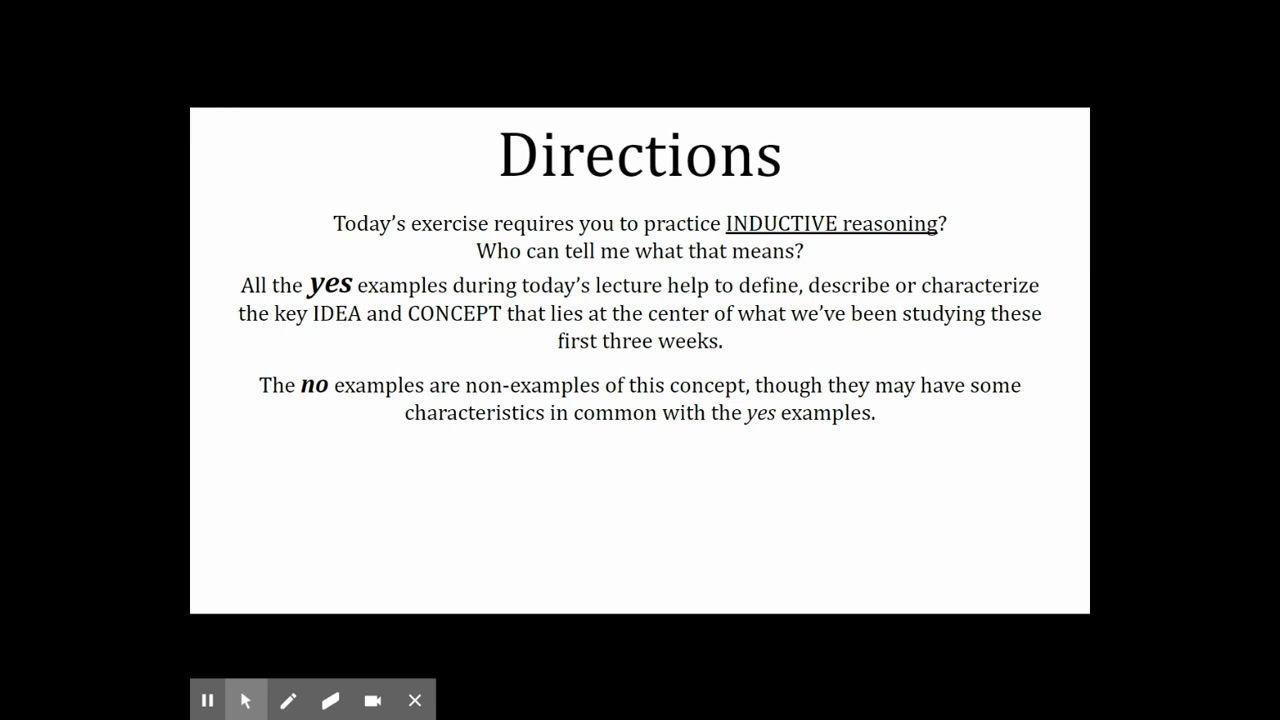 Directions
Today’s exercise requires you to practice INDUCTIVE reasoning?
Who can tell me what that means?
All the yes examples during today’s lecture help to define, describe or characterize
the key IDEA and CONCEPT that lies at the center of what we’ve been studying these
first three weeks.
The no examples are non-examples of this concept, though they may have some
characteristics in common with the yes examples.